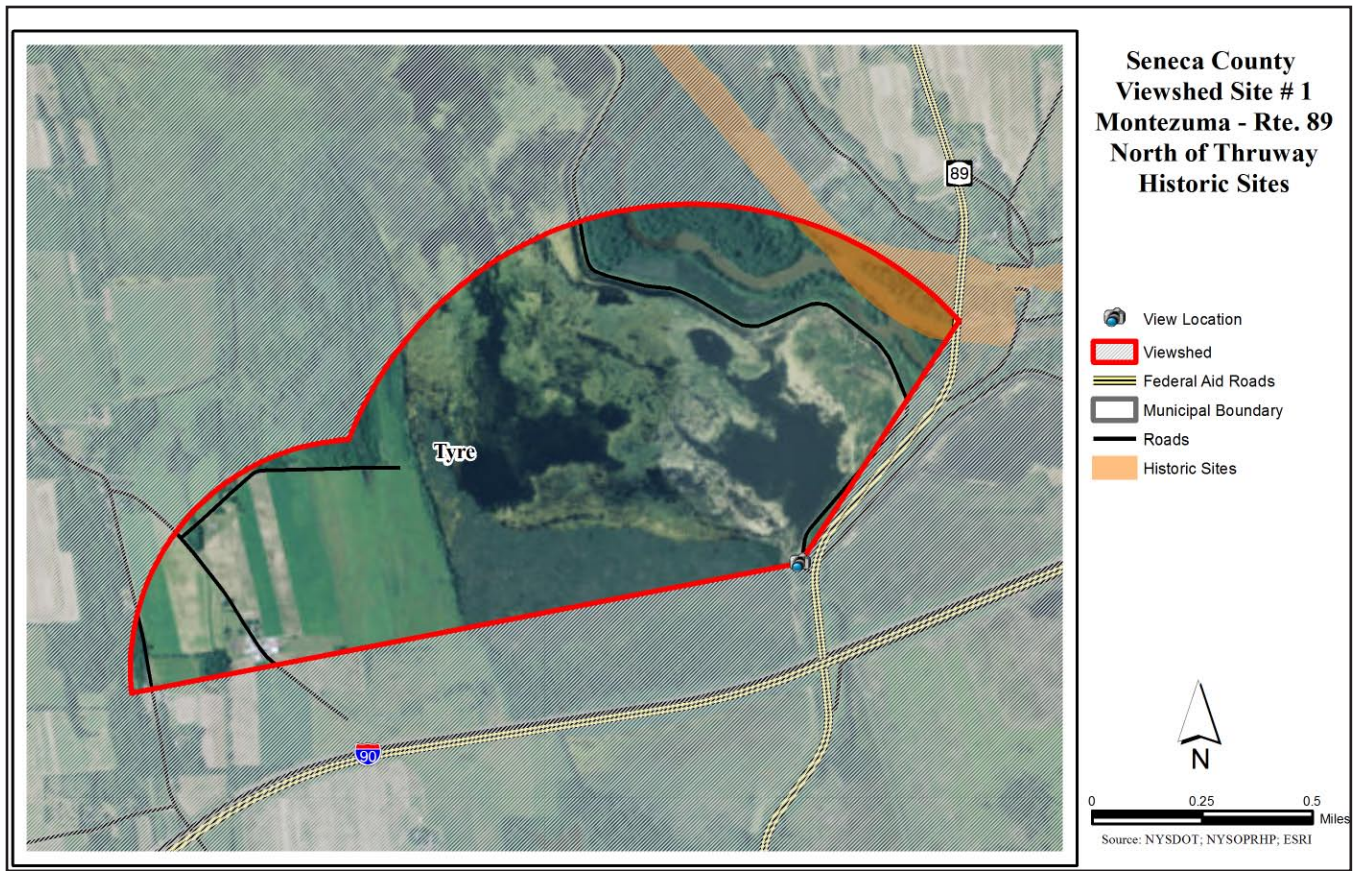 Seneca County
Viewshed Site # 1
Montezuma - Rte. 89
North of Thruway
Historic Sites
89
Tyre
90
View Location
Viewshed
Federal Aid Roads
Municipal Boundary
Roads
Historic Sites
N
0 0.25 0.5
Miles
Source: NYSDOT; NYSOPRHP; ESRI